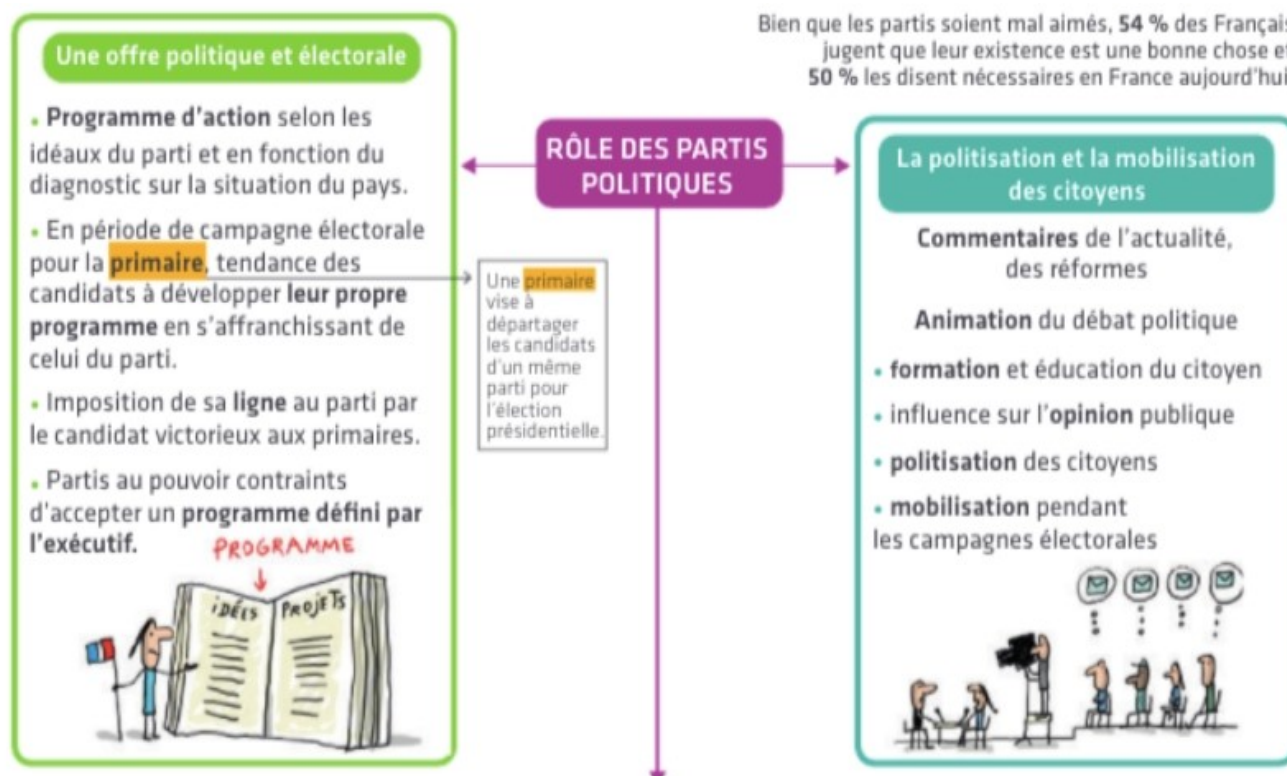 Bien que les partis soient mal aimés, 54 % des Français
jugent que leur existence est une bonne chose et
50 % les disent nécessaires en France aujourd'hui
RÔLE DES PARTIS
POLITIQUES
Une offre politique et électorale
• Programme d'action selon les
idéaux du parti et en fonction du
diagnostic sur la situation du pays.
• En période de campagne électorale
pour la primaire, tendance des
candidats à développer leur propre
programme en s'affranchissant de
celui du parti.
• Imposition de sa ligne au parti par
le candidat victorieux aux primaires.
• Partis au pouvoir contraints
d'accepter un programme défini par
l'exécutif.
PROGRAMME
IDÉES
PROJETS
Une primaire
vise à
départager
les candidats
d'un même
parti pour
l'élection
présidentielle.
La politisation et la mobilisation
des citoyens
Commentaires de l'actualité,
des réformes
Animation du débat politique
• formation et éducation du citoyen
• influence sur l'opinion publique
• politisation des citoyens
• mobilisation pendant
les campagnes électorales